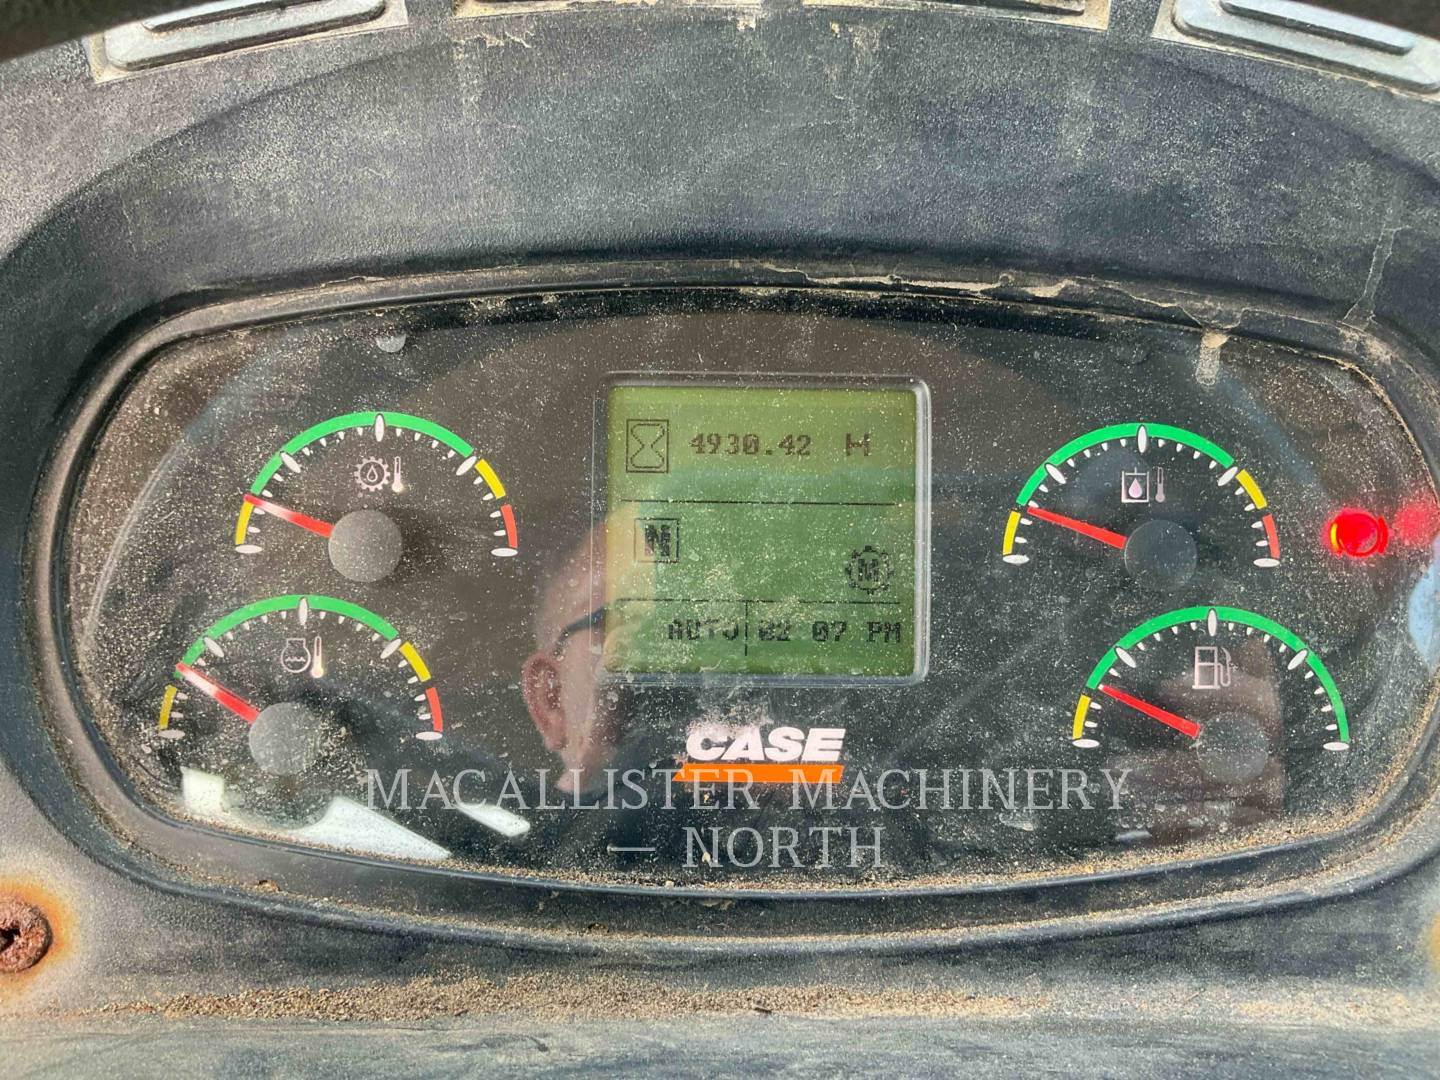 4930.42 H
N
M
AUTO 02 07 PM
CASE
MACALLISTER MACHINERY
— NORTH